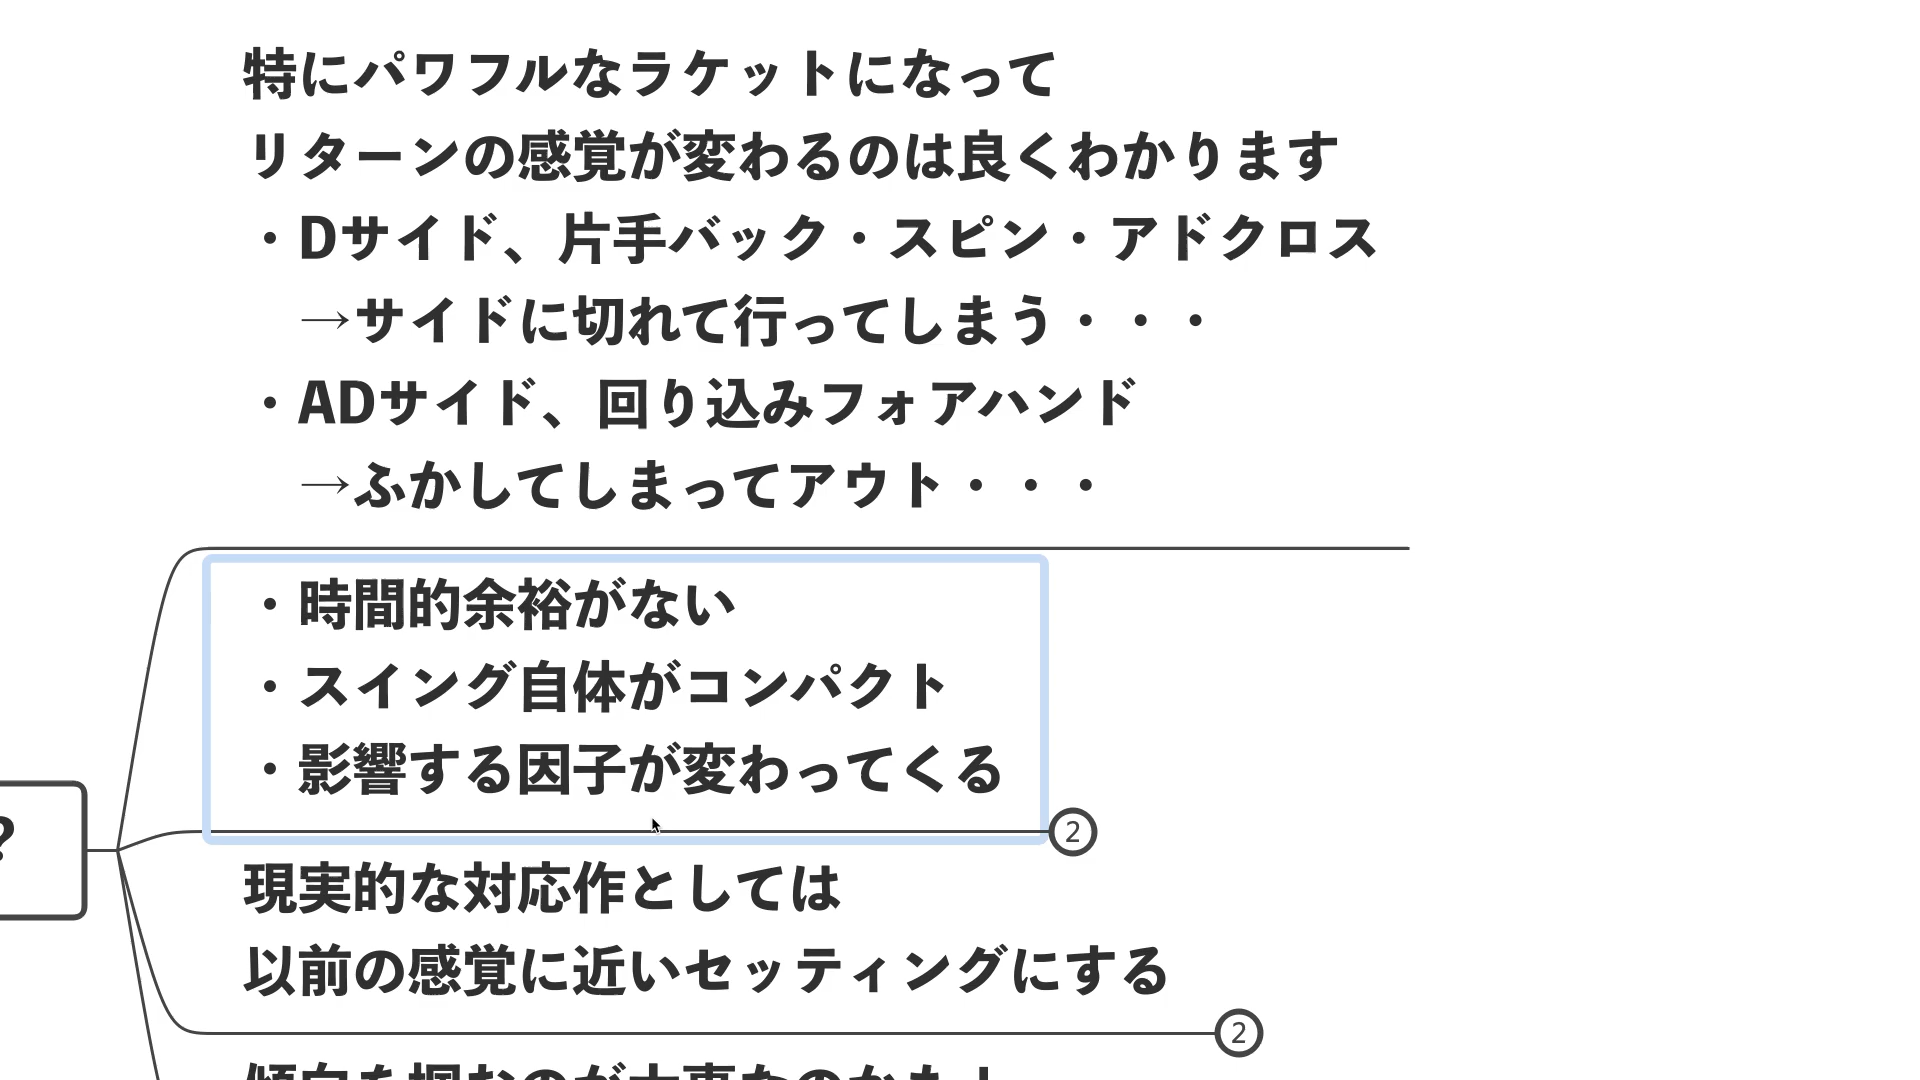 特にパワフルなラケットになって
リターンの感覚が変わるのは良くわかります
・Dサイド、片手バック・スピン・アドクロス
→サイドに切れて行ってしまう・・・
・ADサイド、回り込みフォアハンド
→ふかしてしまってアウト・・・
・時間的余裕がない
・スイング自体がコンパクト
・影響する因子が変わってくる
2
?
現実的な対応作としては
以前の感覚に近いセッティングにする
2